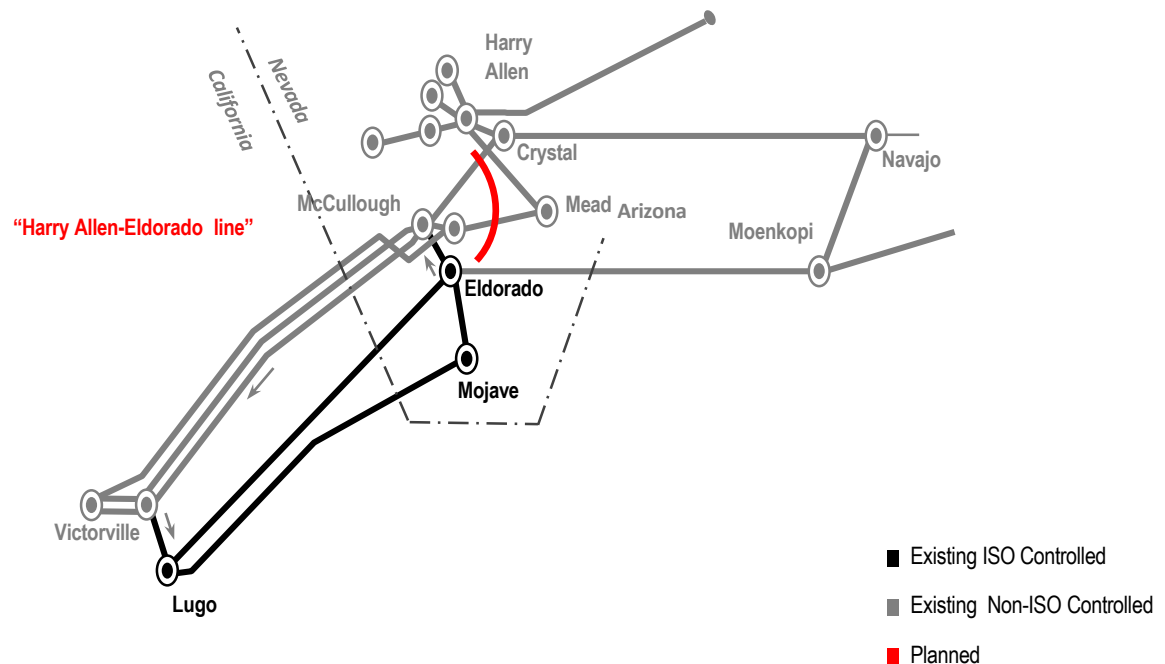 Harry
Allen
Nevada
California
Crystal
Navajo
McCullough
Mead
Arizona
“Harry Allen-Eldorado line”
Moenkopi
Eldorado
Mojave
Victorville
Lugo
Existing ISO Controlled
Existing Non-ISO Controlled
Planned